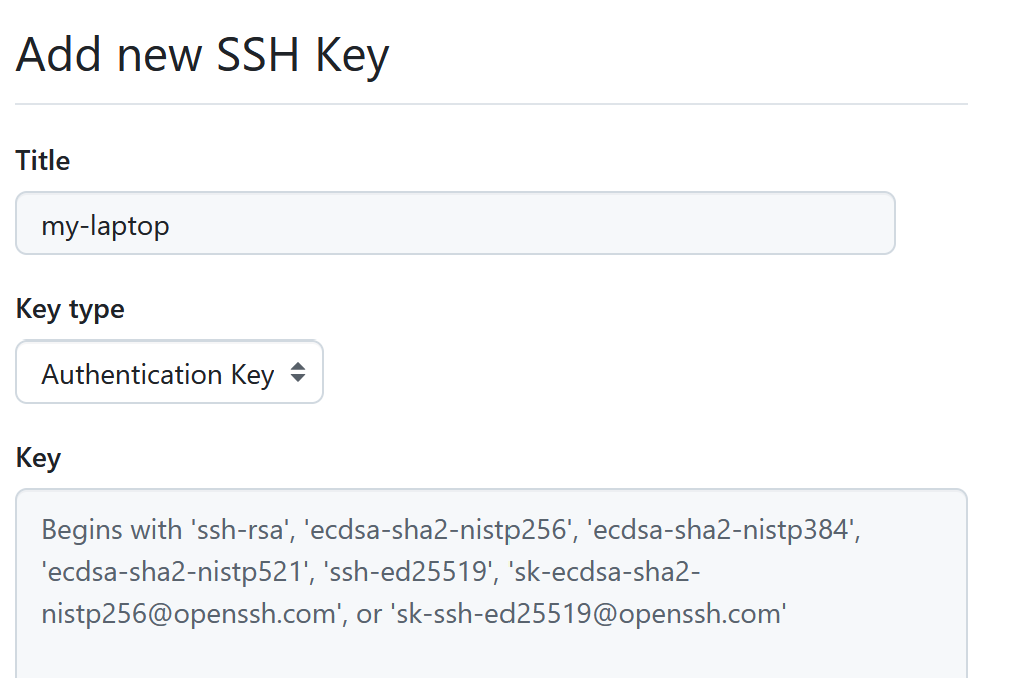 Add new SSH Key
Title
my-laptop
Key type
Authentication Key
Key
Begins with 'ssh-rsa', 'ecdsa-sha2-nistp256', 'ecdsa-sha2-nistp384',
'ecdsa-sha2-nistp521', 'ssh-ed25519', 'sk-ecdsa-sha2-
nistp256@openssh.com', or 'sk-ssh-ed25519@openssh.com'